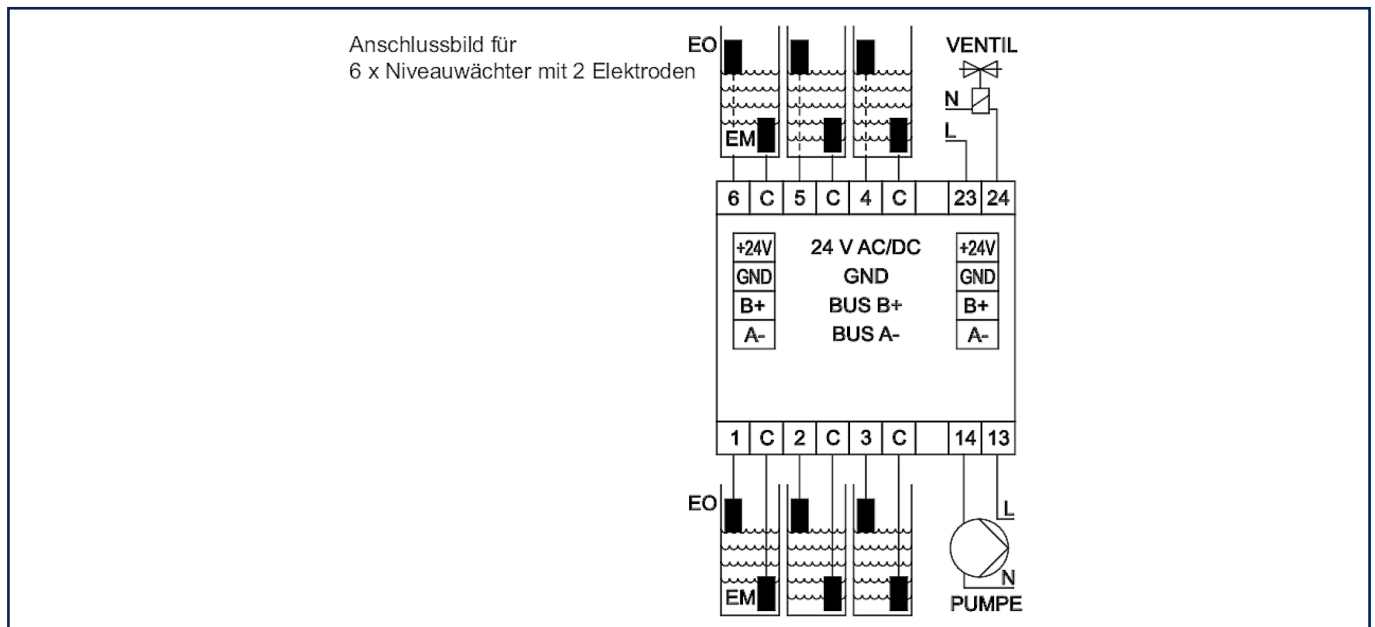 Anschlussbild für
6 x Niveauwächter mit 2 Elektroden
EO
VENTIL
N
L
EM
6 C 5 C 4 C 23 24
+24V 24 V AC/DC +24V
GND GND GND
B+ BUS B+ B+
A- BUS A- A-
1 C 2 C 3 C 14 13
EO
L
N
EM
PUMPE